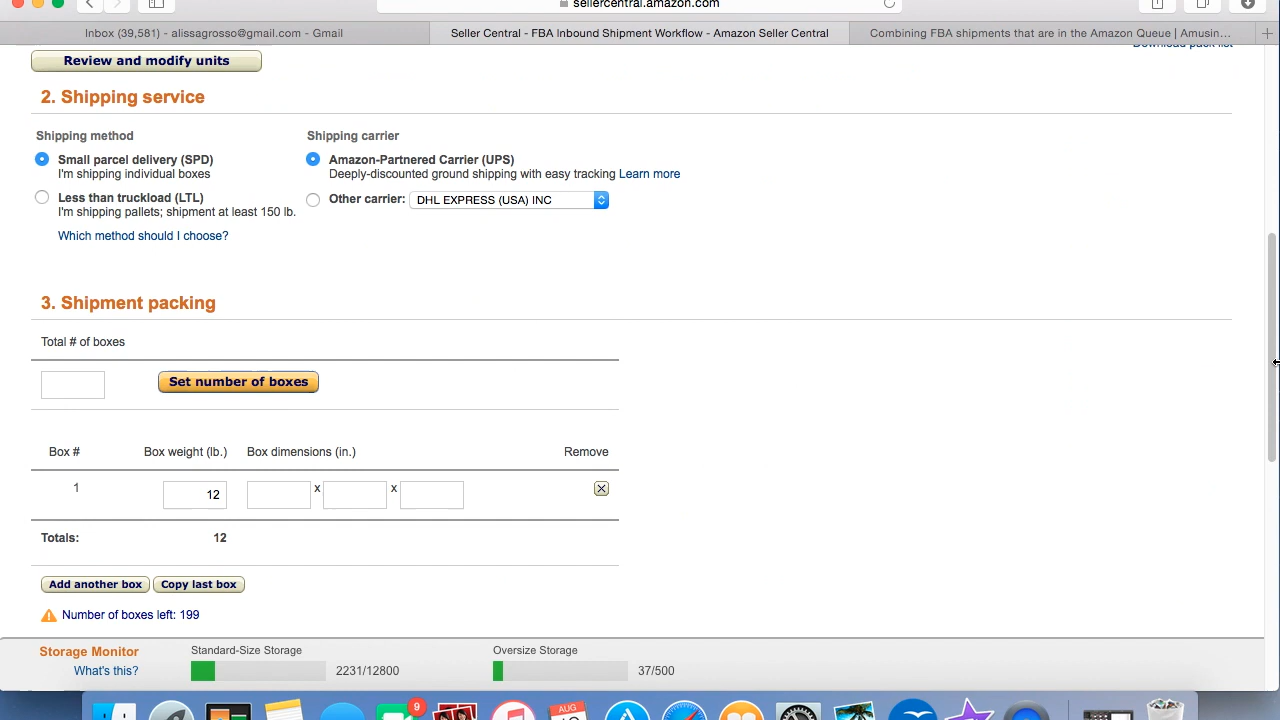 sellercentral.amazon.com
Inbox (39,581) - alissagrosso@gmail.com - Gmail
Seller Central - FBA Inbound Shipment Workflow - Amazon Seller Central
Combining FBA shipments that are in the Amazon Queue | Amusin...
Download pack list
Review and modify units
2. Shipping service
Shipping method
Shipping carrier
Small parcel delivery (SPD)
I'm shipping individual boxes
Amazon-Partnered Carrier (UPS)
Deeply-discounted ground shipping with easy tracking Learn more
Less than truckload (LTL)
I'm shipping pallets; shipment at least 150 lb.
Other carrier: DHL EXPRESS (USA) INC
Which method should I choose?
3. Shipment packing
Total # of boxes
Set number of boxes
Box # Box weight (lb.) Box dimensions (in.) Remove
1 12 x x
Totals: 12
Add another box Copy last box
Number of boxes left: 199
Storage Monitor
What's this?
Standard-Size Storage
2231/12800
Oversize Storage
37/500
9
AUG